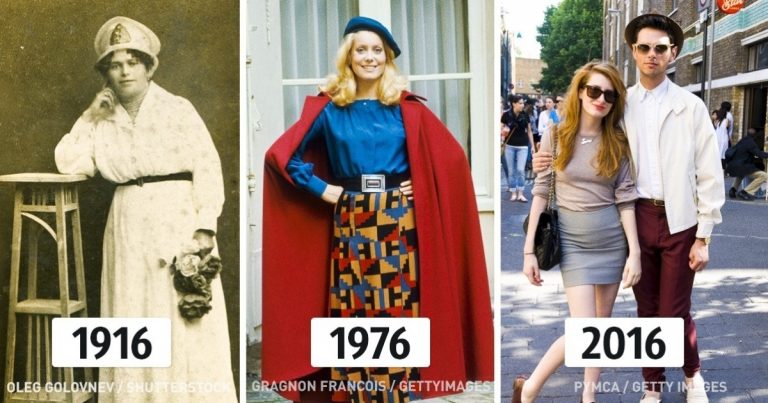 1916
OLEG GOLOVNEV / SHUTTERSTOCK
1976
GRAGNON FRANCOIS / GETTYIMAGES
2016
PYMCA / GETTY IMAGES